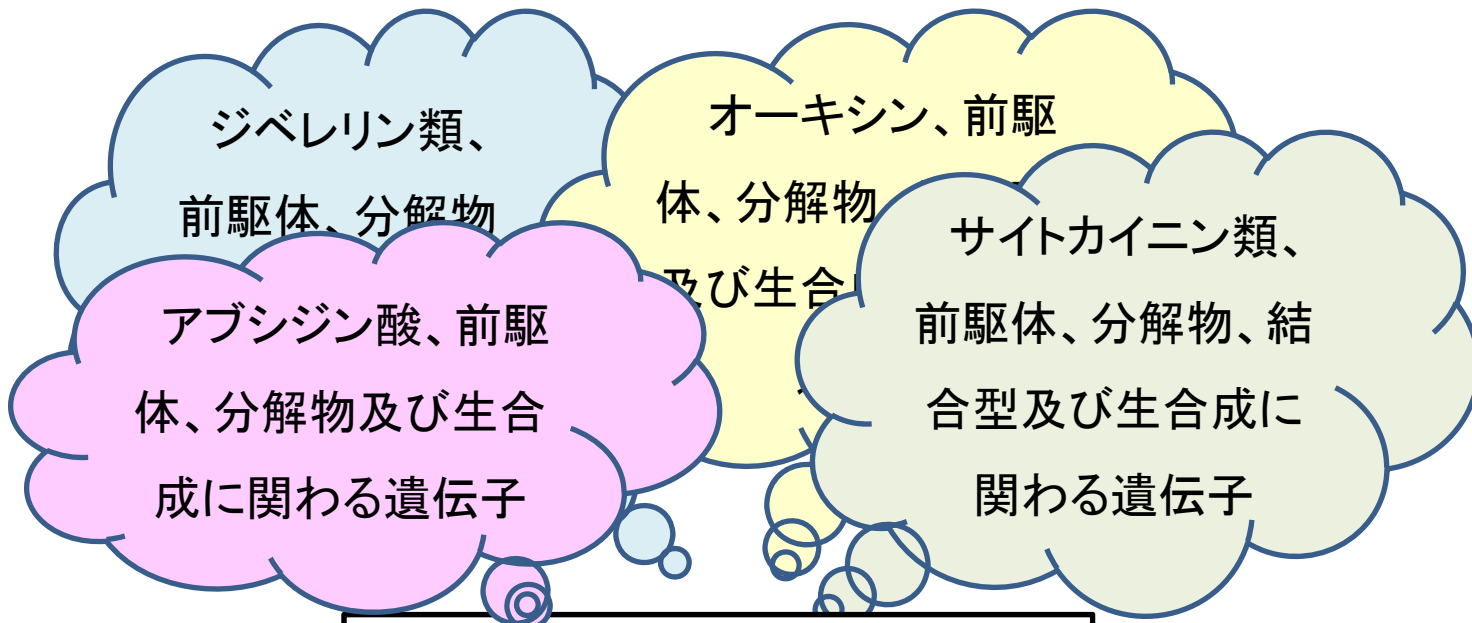 ジベレリン類、
前駆体、分解物
オーキシン、前駆
体、分解物
及び生合
サイトカイニン類、
前駆体、分解物、結
合型及び生合成に
関わる遺伝子
アブシジン酸、前駆
体、分解物及び生合
成に関わる遺伝子